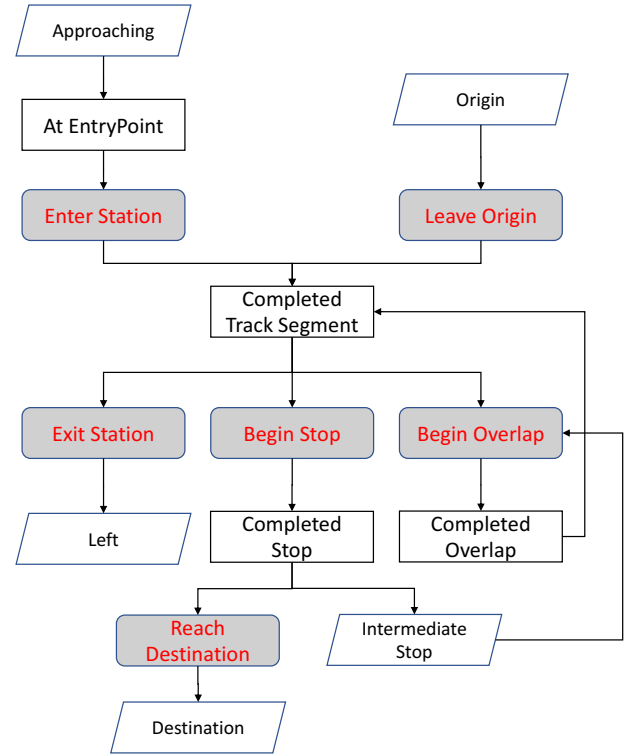 Approaching
Origin
At EntryPoint
Enter Station
Leave Origin
Completed
Track Segment
Exit Station
Begin Stop
Begin Overlap
Left
Completed
Stop
Completed
Overlap
Reach
Destination
Intermediate
Stop
Destination